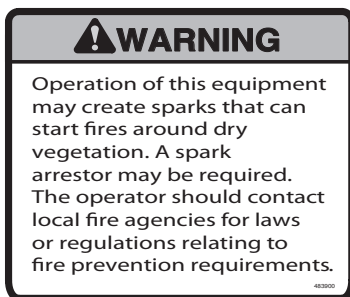 WARNING
Operation of this equipment
may create sparks that can
start fires around dry
vegetation. A spark
arrestor may be required.
The operator should contact
local fire agencies for laws
or regulations relating to
fire prevention requirements.
483900